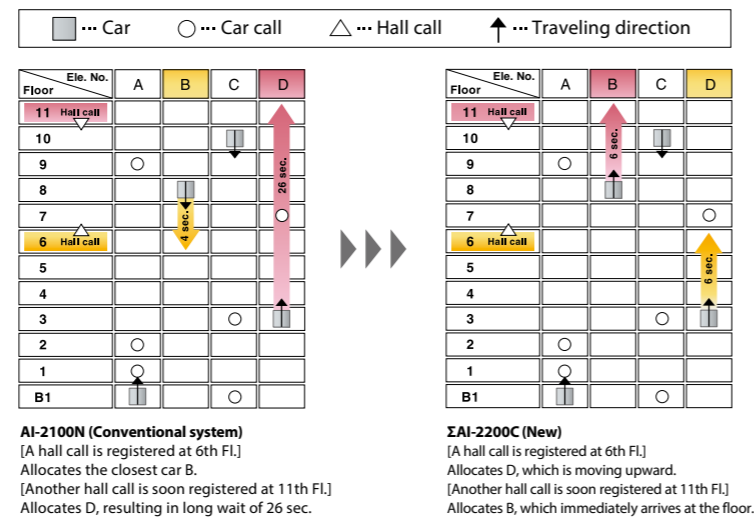 ··· Car ··· Car call ··· Hall call ··· Traveling direction
Ele. No. A B C D
Floor
11 Hall call
10
9
8
7
6 Hall call
5
4
3
2
1
B1
4 sec.
26 sec.
AI-2100N (Conventional system)
[A hall call is registered at 6th Fl.]
Allocates the closest car B.
[Another hall call is soon registered at 11th Fl.]
Allocates D, resulting in long wait of 26 sec.
Ele. No. A B C D
Floor
11 Hall call
10
9
8
7
6 Hall call
5
4
3
2
1
B1
6 sec.
6 sec.
ΣAI-2200C (New)
[A hall call is registered at 6th Fl.]
Allocates D, which is moving upward.
[Another hall call is soon registered at 11th Fl.]
Allocates B, which immediately arrives at the floor.